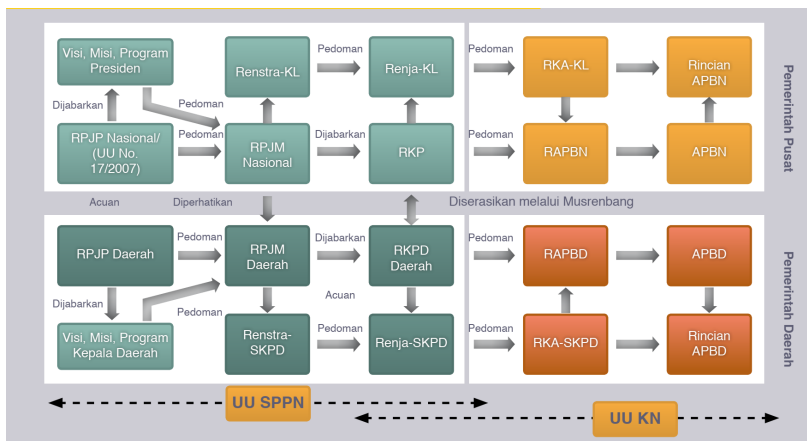 Visi, Misi, Program
Presiden
Renstra-KL
Pedoman
Renja-KL
Pedoman
RKA-KL
Rincian
APBN
Dijabarkan
Pedoman
RPJP Nasional/
(UU No.
17/2007)
Pedoman
RPJM
Nasional
Dijabarkan
RKP
Pedoman
RAPBN
APBN
Pemerintah Pusat
Acuan
Diperhatikan
Diserasikan melalui Musrenbang
RPJP Daerah
Pedoman
RPJM
Daerah
Dijabarkan
RKPD
Daerah
Pedoman
RAPBD
APBD
Dijabarkan
Pedoman
Acuan
Visi, Misi, Program
Kepala Daerah
Renstra-
SKPD
Pedoman
Renja-SKPD
Pedoman
RKA-SKPD
Rincian
APBD
Pemerintah Daerah
UU SPPN
UU KN